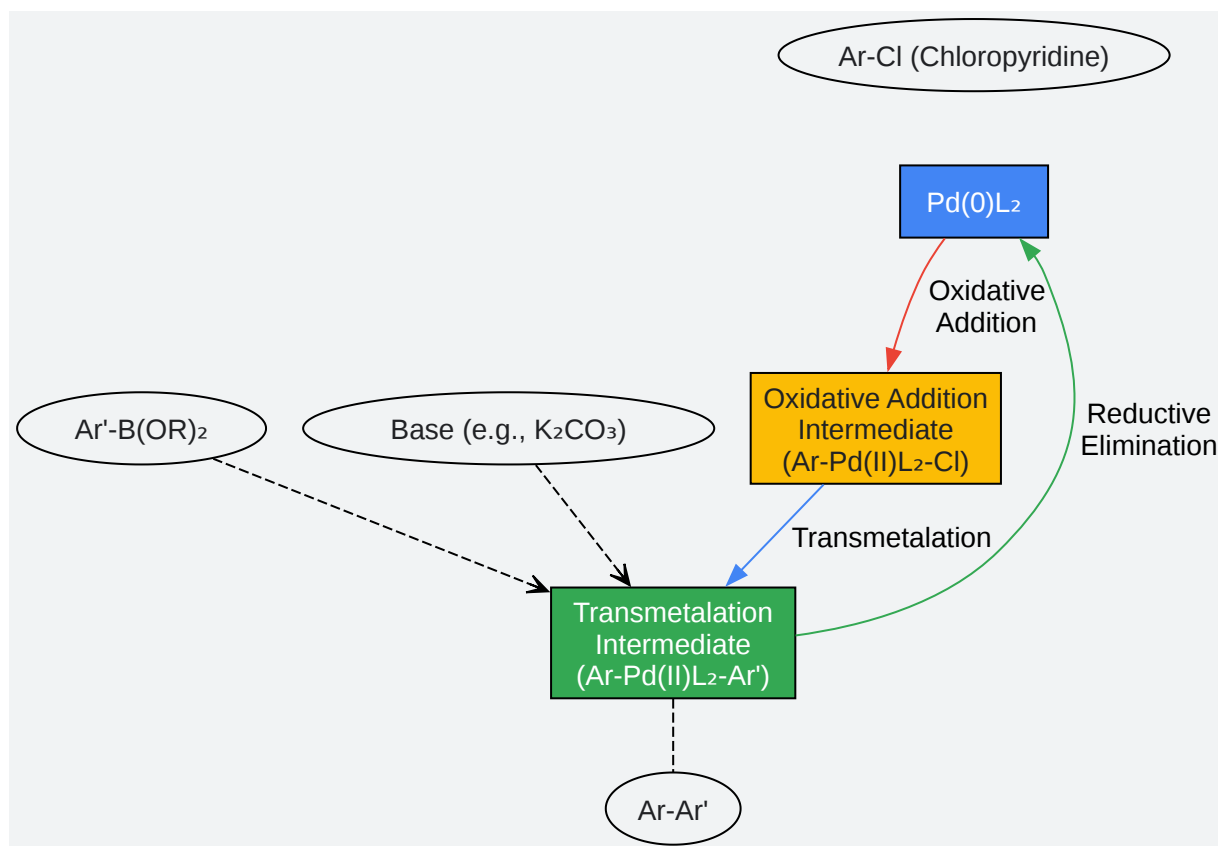 Ar-Cl (Chloropyridine)
Pd(0)L₂
Oxidative
Addition
Ar'-B(OR)₂
Base (e.g., K₂CO₃)
Oxidative Addition
Intermediate
(Ar-Pd(II)L₂-Cl)
Reductive
Elimination
Transmetalation
Transmetalation
Intermediate
(Ar-Pd(II)L₂-Ar')
Ar-Ar'